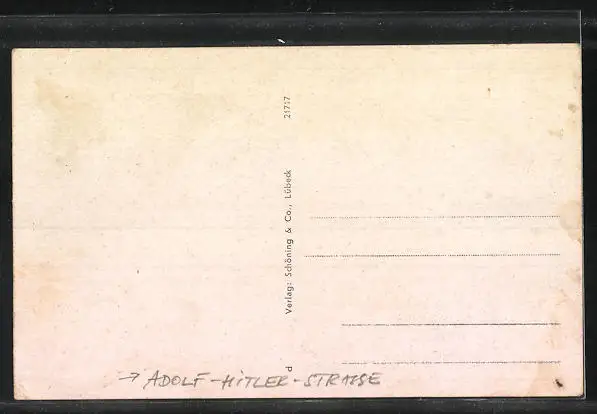 Verlag: Schöning & Co., Lübeck 21717
d
→ ADOLF-HITLER-STRASSE